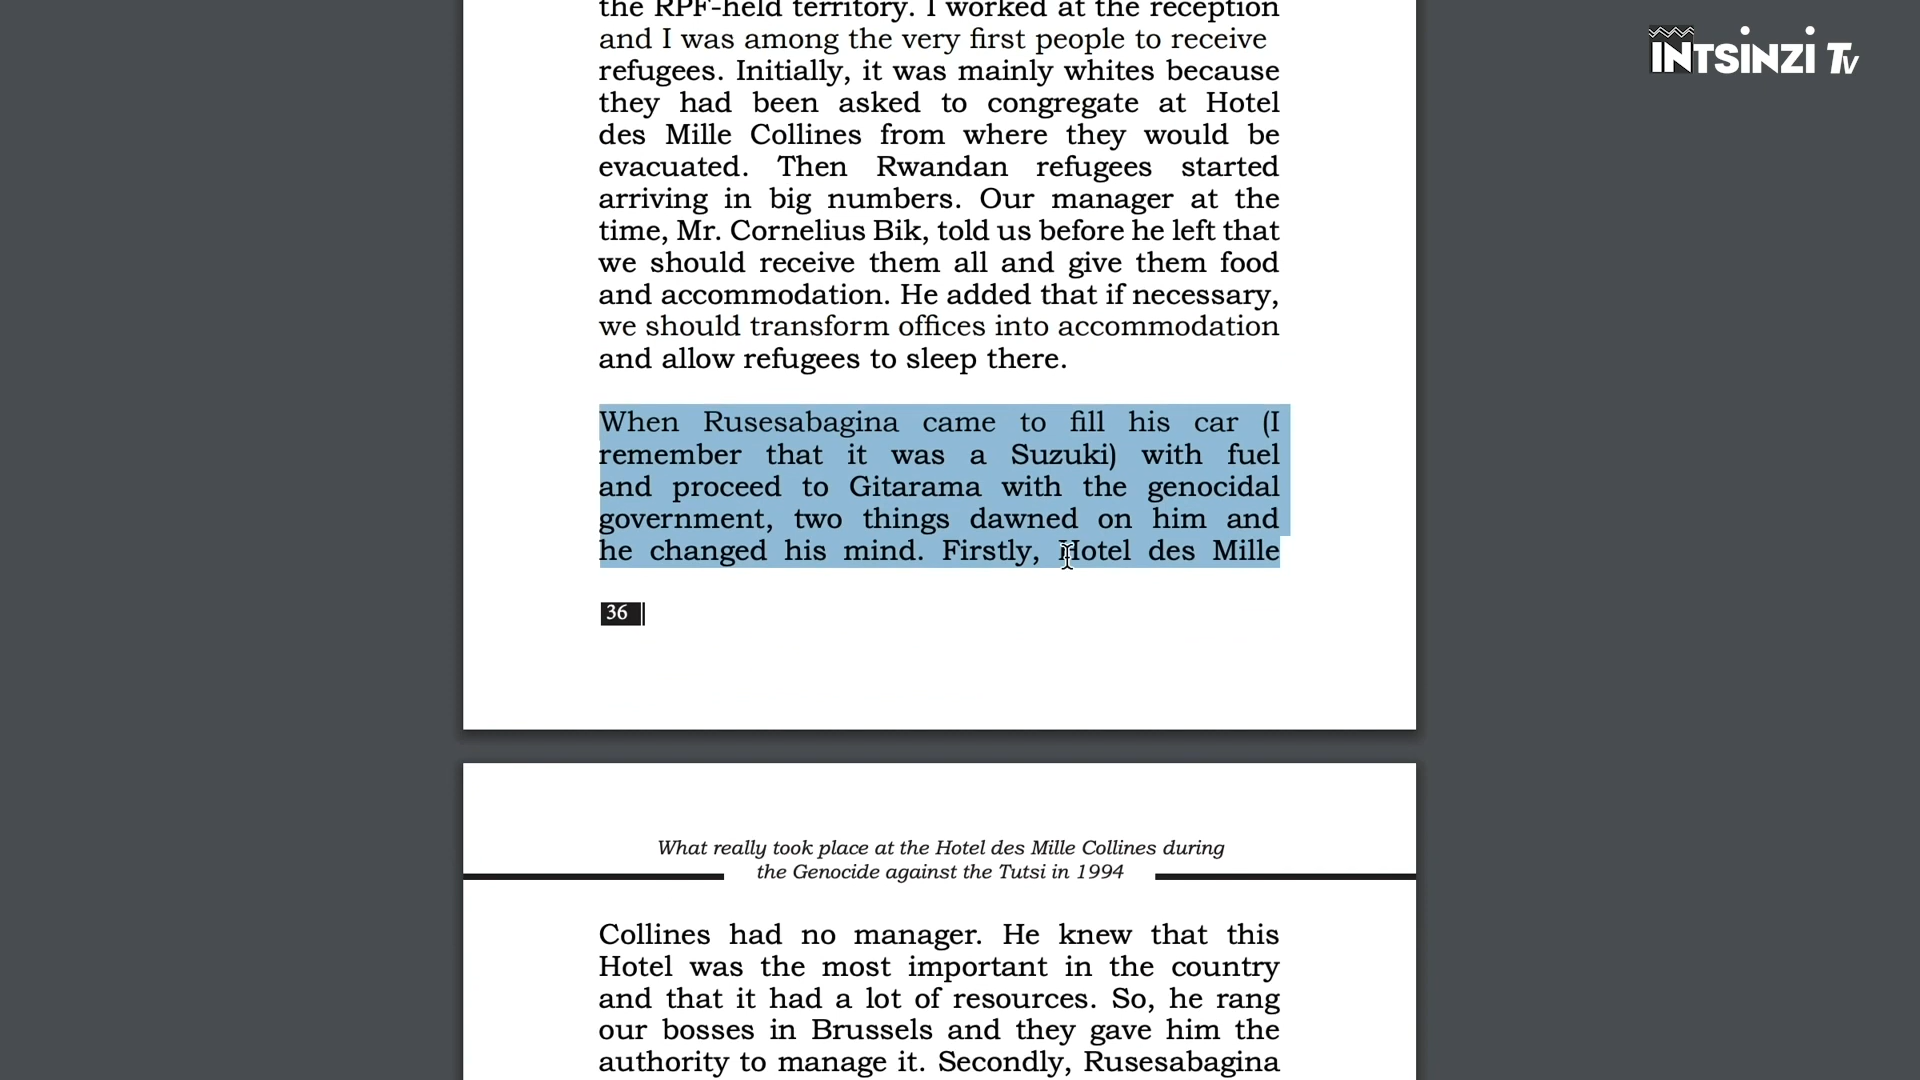 the RPF-held territory. I worked at the reception
INTSINZI TV
and I was among the very first people to receive
refugees. Initially, it was mainly whites because
they had been asked to congregate at Hotel
des Mille Collines from where they would be
evacuated. Then Rwandan refugees started
arriving in big numbers. Our manager at the
time, Mr. Cornelius Bik, told us before he left that
we should receive them all and give them food
and accommodation. He added that if necessary,
we should transform offices into accommodation
and allow refugees to sleep there.
When Rusesabagina came to fill his car (I
remember that it was a Suzuki) with fuel
and proceed to Gitarama with the genocidal
government, two things dawned on him and
he changed his mind. Firstly, Hotel des Mille
36
What really took place at the Hotel des Mille Collines during
the Genocide against the Tutsi in 1994
Collines had no manager. He knew that this
Hotel was the most important in the country
and that it had a lot of resources. So, he rang
our bosses in Brussels and they gave him the
authority to manage it. Secondly, Rusesabagina